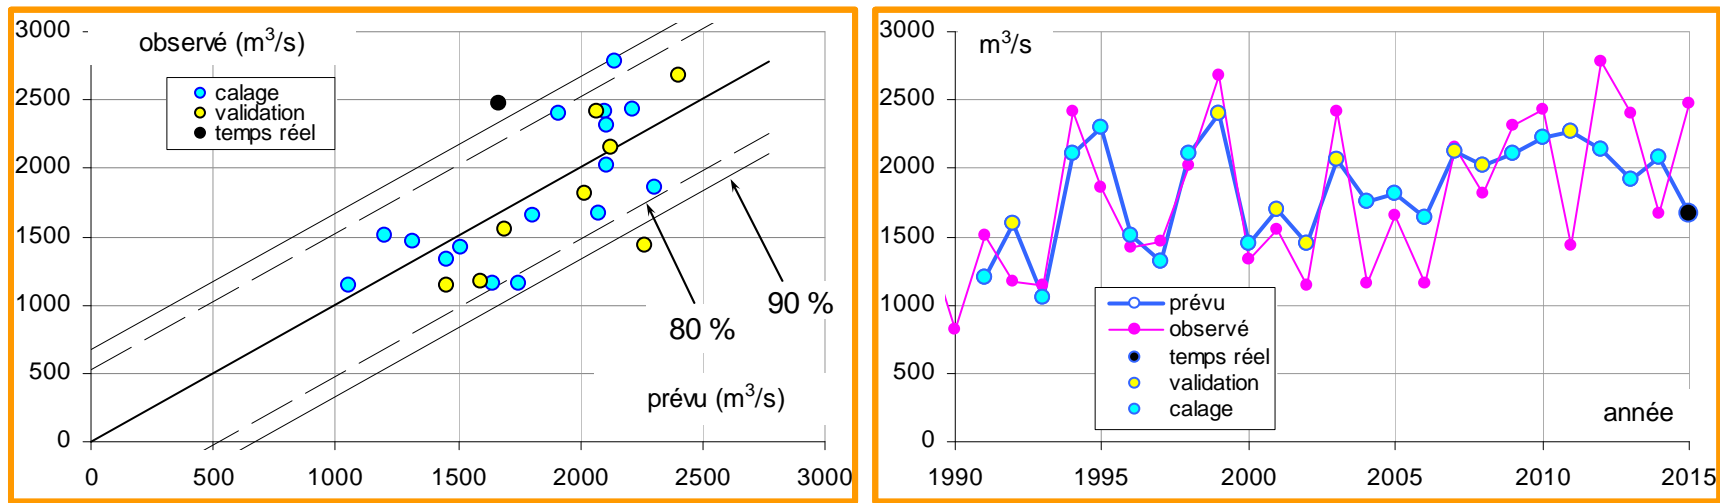 3000
observé (m³/s)
calage
validation
temps réel
2500
2000
1500
1000
500
0
90 %
80 %
prévu (m³/s)
0 500 1000 1500 2000 2500 3000
3000
m³/s
2500
2000
1500
1000
500
0
prévu
observé
temps réel
validation
calage
année
1990 1995 2000 2005 2010 2015